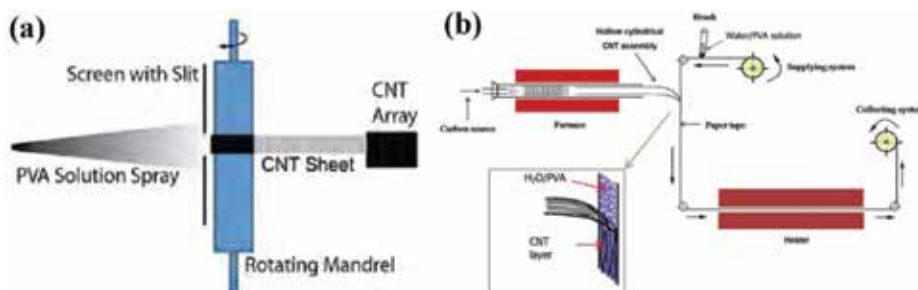 (a)
Screen with Slit
CNT
Array
CNT Sheet
PVA Solution Spray
Rotating Mandrel
(b)
Hollow cylindrical
CNT assembly
Brush
Water/PVA solution
Supplying system
Carbon source
Furnace
Paper tape
Collecting syste
H₂O/PVA
CNT
layer
Heater